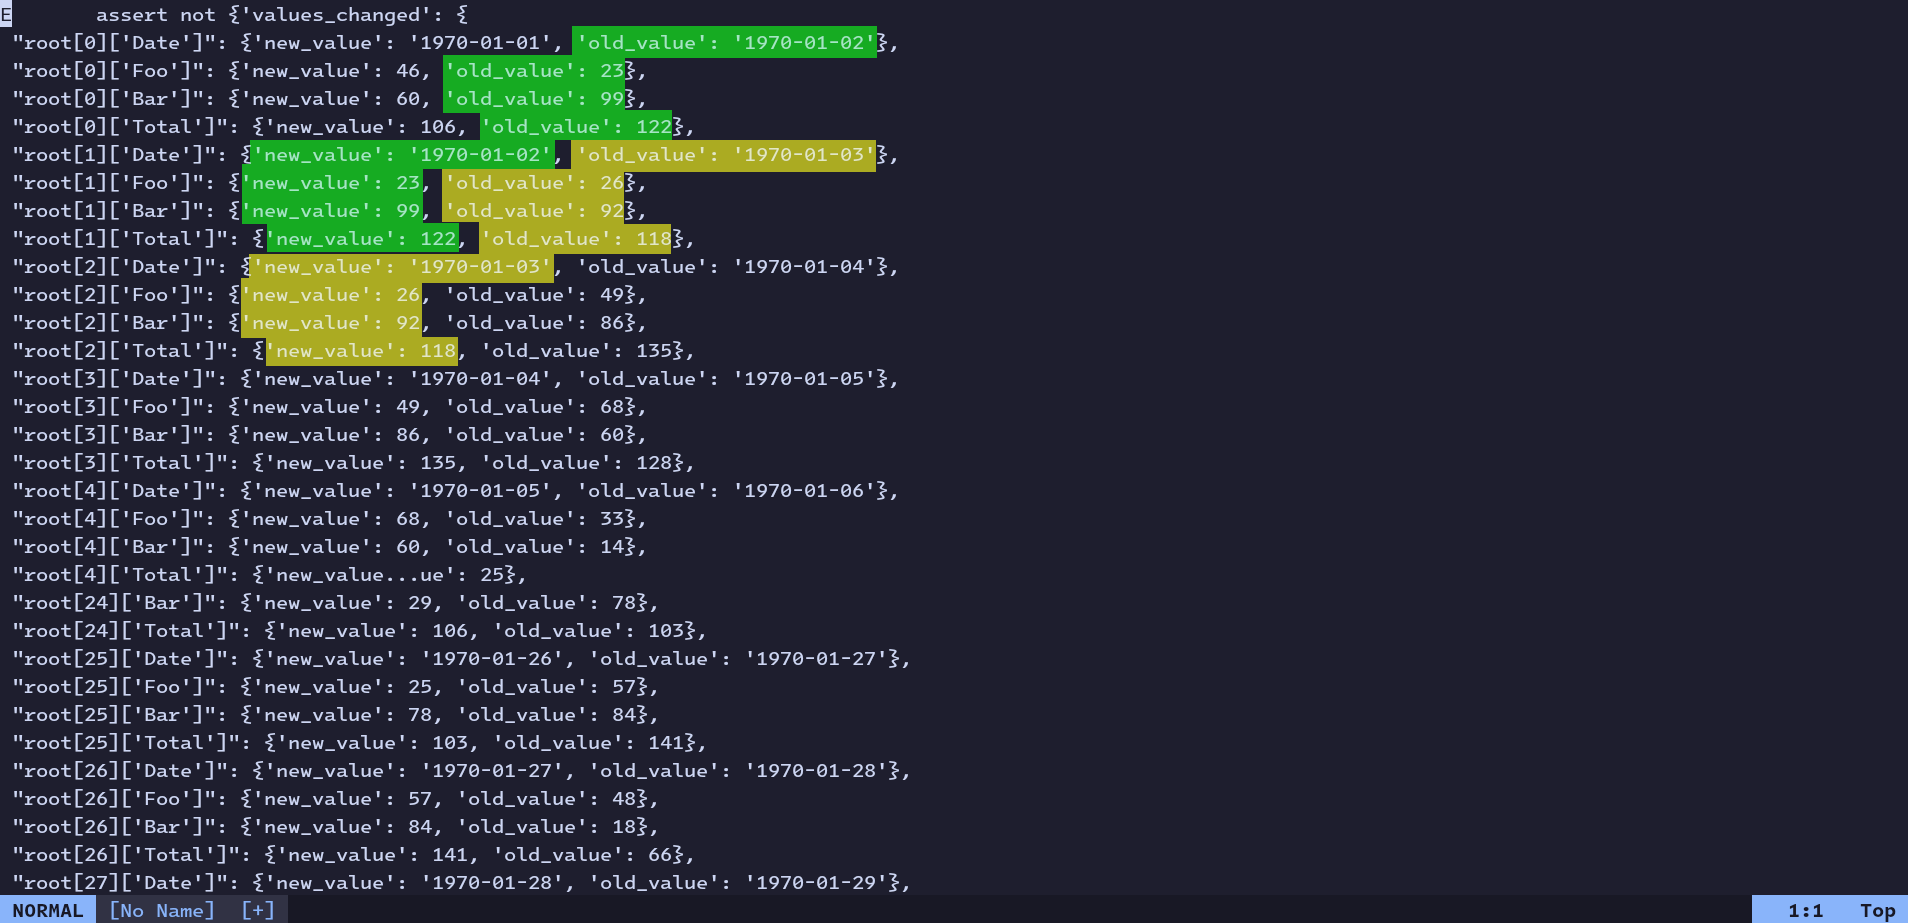 E       assert not {'values_changed': {
"root[0]['Date']": {'new_value': '1970-01-01', 'old_value': '1970-01-02'},
"root[0]['Foo']": {'new_value': 46, 'old_value': 23},
"root[0]['Bar']": {'new_value': 60, 'old_value': 99},
"root[0]['Total']": {'new_value': 106, 'old_value': 122},
"root[1]['Date']": {'new_value': '1970-01-02', 'old_value': '1970-01-03'},
"root[1]['Foo']": {'new_value': 23, 'old_value': 26},
"root[1]['Bar']": {'new_value': 99, 'old_value': 92},
"root[1]['Total']": {'new_value': 122, 'old_value': 118},
"root[2]['Date']": {'new_value': '1970-01-03', 'old_value': '1970-01-04'},
"root[2]['Foo']": {'new_value': 26, 'old_value': 49},
"root[2]['Bar']": {'new_value': 92, 'old_value': 86},
"root[2]['Total']": {'new_value': 118, 'old_value': 135},
"root[3]['Date']": {'new_value': '1970-01-04', 'old_value': '1970-01-05'},
"root[3]['Foo']": {'new_value': 49, 'old_value': 68},
"root[3]['Bar']": {'new_value': 86, 'old_value': 60},
"root[3]['Total']": {'new_value': 135, 'old_value': 128},
"root[4]['Date']": {'new_value': '1970-01-05', 'old_value': '1970-01-06'},
"root[4]['Foo']": {'new_value': 68, 'old_value': 33},
"root[4]['Bar']": {'new_value': 60, 'old_value': 14},
"root[4]['Total']": {'new_value...ue': 25},
"root[24]['Bar']": {'new_value': 29, 'old_value': 78},
"root[24]['Total']": {'new_value': 106, 'old_value': 103},
"root[25]['Date']": {'new_value': '1970-01-26', 'old_value': '1970-01-27'},
"root[25]['Foo']": {'new_value': 25, 'old_value': 57},
"root[25]['Bar']": {'new_value': 78, 'old_value': 84},
"root[25]['Total']": {'new_value': 103, 'old_value': 141},
"root[26]['Date']": {'new_value': '1970-01-27', 'old_value': '1970-01-28'},
"root[26]['Foo']": {'new_value': 57, 'old_value': 48},
"root[26]['Bar']": {'new_value': 84, 'old_value': 18},
"root[26]['Total']": {'new_value': 141, 'old_value': 66},
"root[27]['Date']": {'new_value': '1970-01-28', 'old_value': '1970-01-29'},
NORMAL [No Name] [+] 1:1 Top